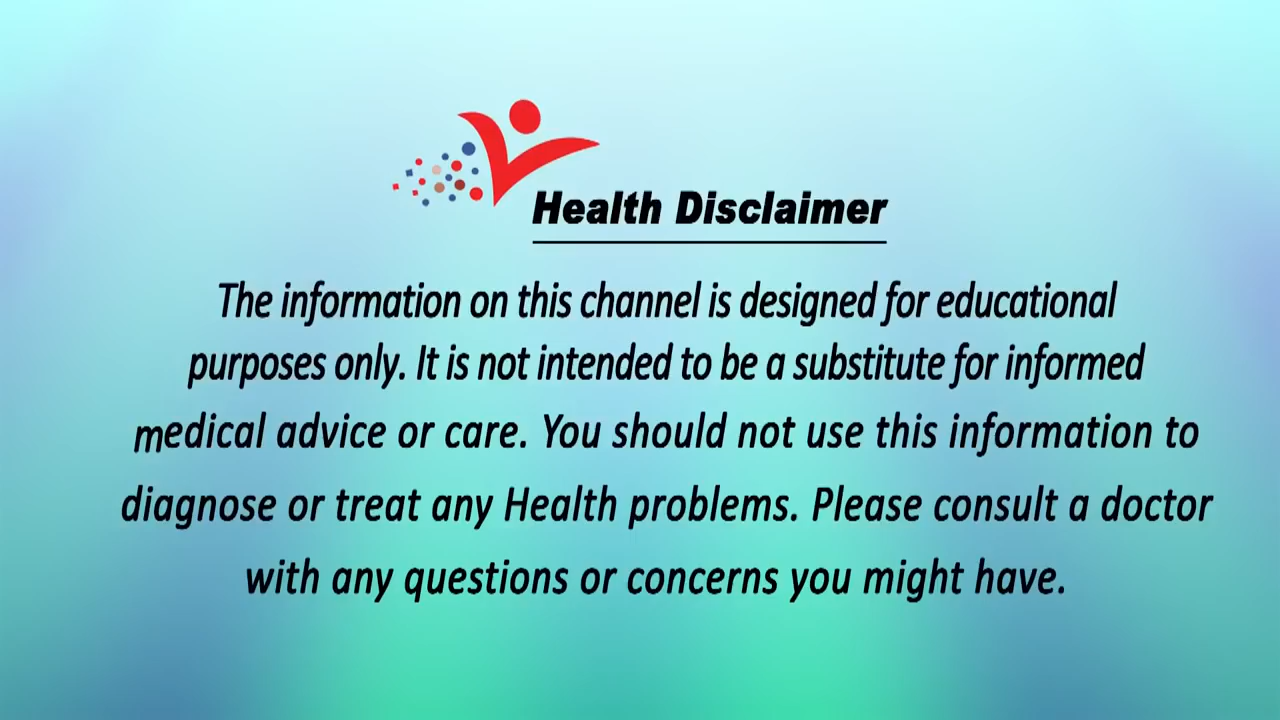 Health Disclaimer
The information on this channel is designed for educational
purposes only. It is not intended to be a substitute for informed
medical advice or care. You should not use this information to
diagnose or treat any Health problems. Please consult a doctor
with any questions or concerns you might have.